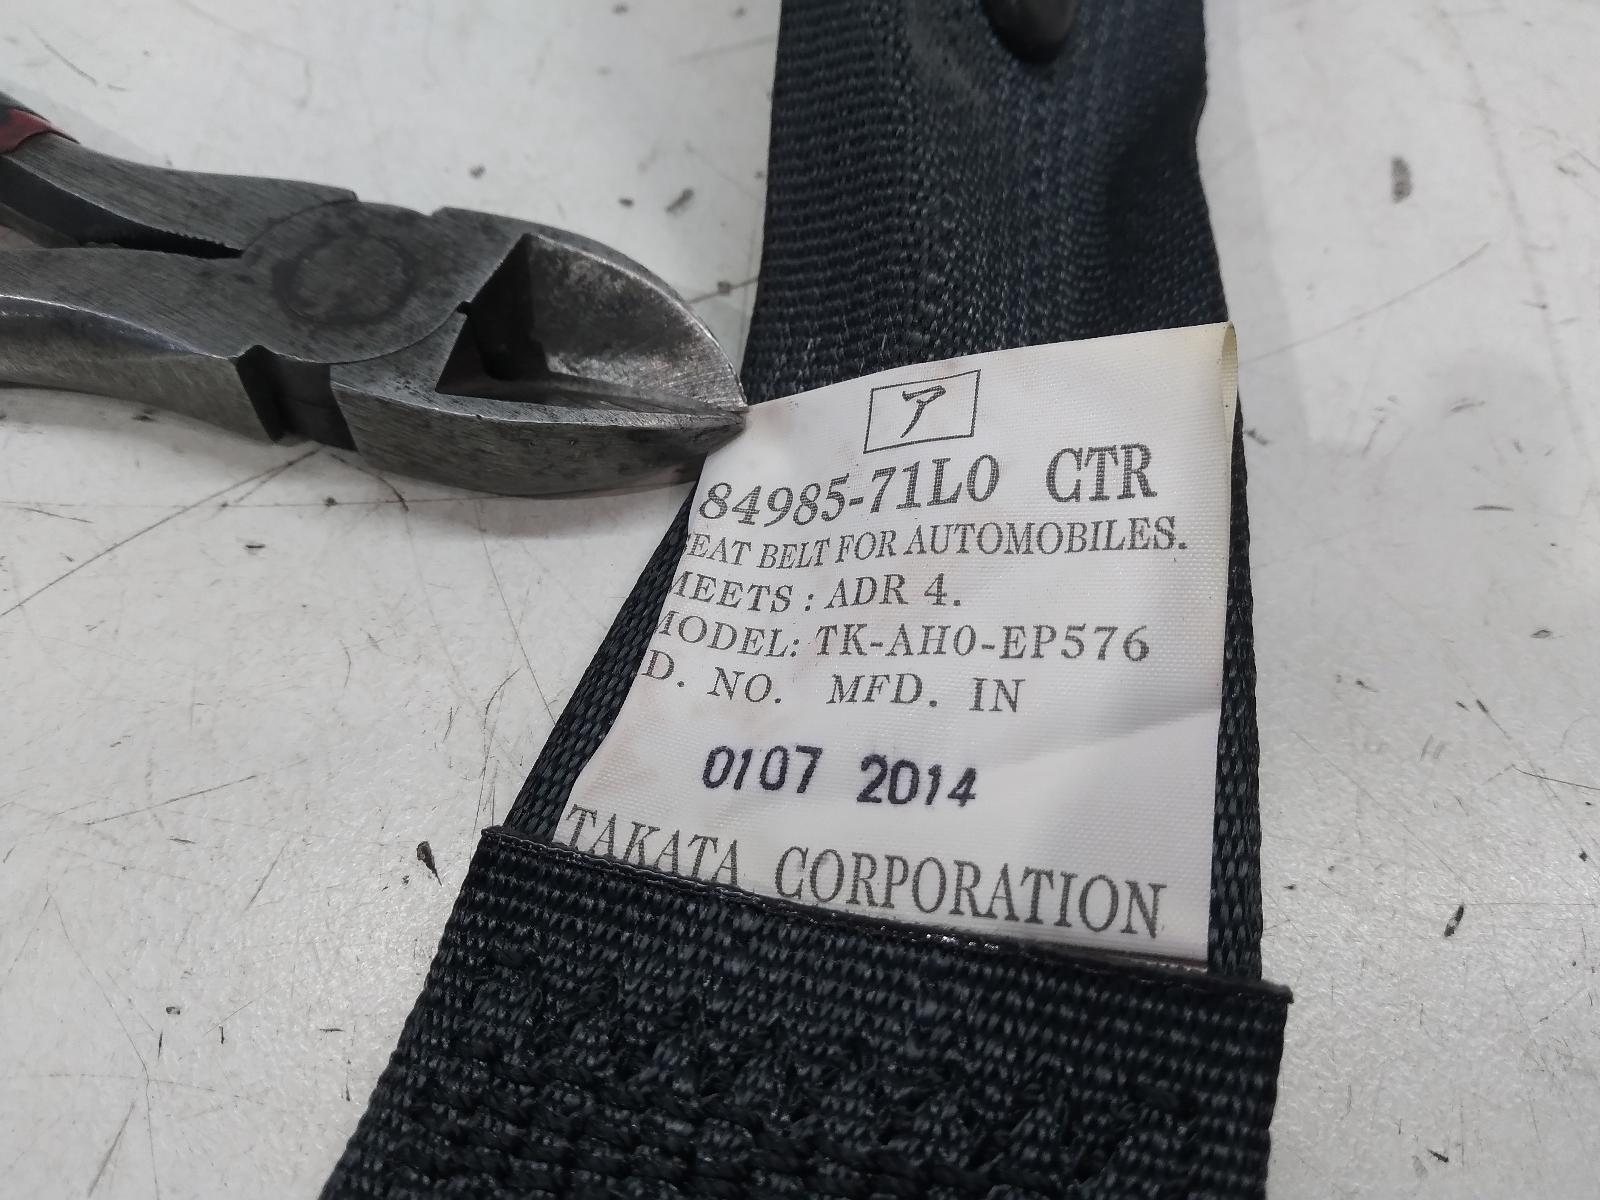 ア
84985-71L0 CTR
SEAT BELT FOR AUTOMOBILES.
MEETS : ADR 4.
MODEL: TK-AH0-EP576
D. NO. MFD. IN
0107 2014
TAKATA CORPORATION